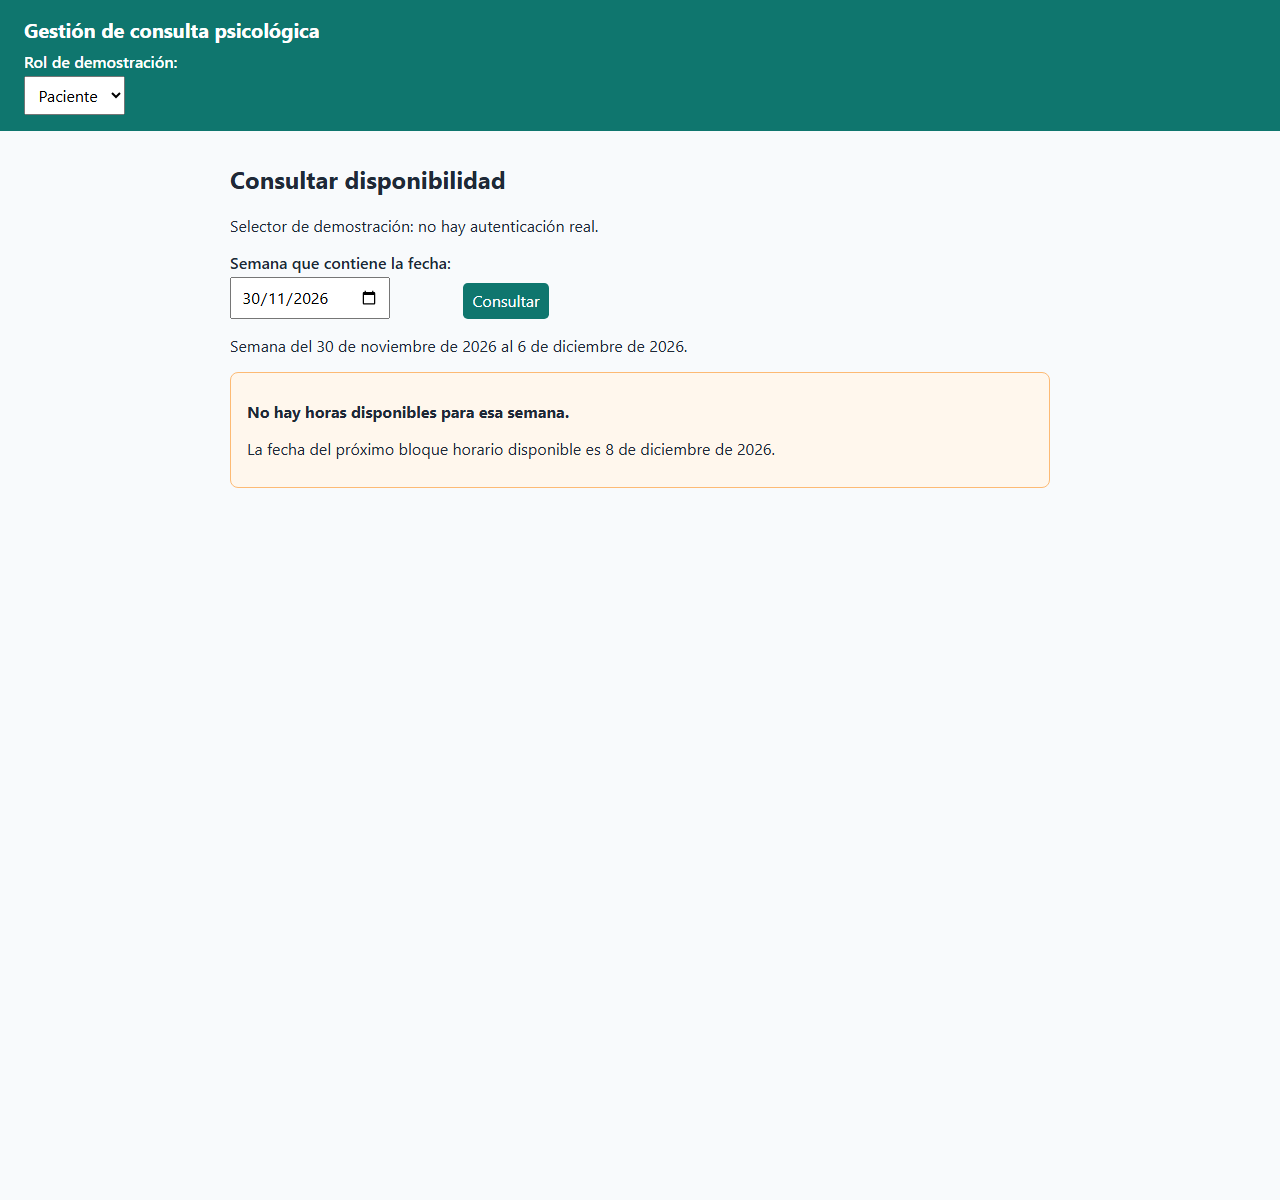 Gestión de consulta psicológica
Rol de demostración:
Paciente
Consultar disponibilidad
Selector de demostración: no hay autenticación real.
Semana que contiene la fecha:
30/11/2026
Consultar
Semana del 30 de noviembre de 2026 al 6 de diciembre de 2026.
No hay horas disponibles para esa semana.
La fecha del próximo bloque horario disponible es 8 de diciembre de 2026.